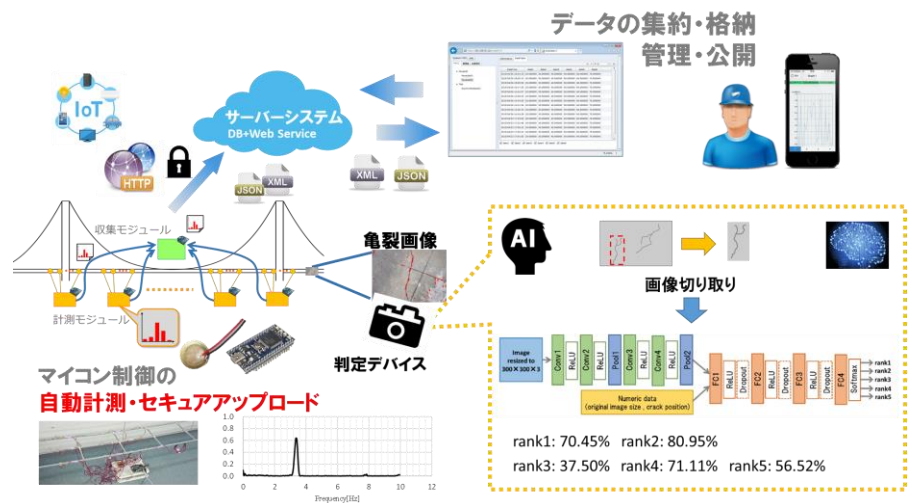 データの集約・格納
管理・公開
IoT
サーバーシステム
DB+Web Service
HTTP
JSON
XML
XML
JSON
収集モジュール
計測モジュール
亀裂画像
判定デバイス
マイコン制御の
自動計測・セキュアアップロード
1.0
0.8
0.6
0.4
0.2
0.0
0 2 4 6 8 10 12
Frequency[Hz]
AI
画像切り取り
Image
resized to
300×300×3
Conv1
ReLU
Conv2
ReLU
Pool1
Conv3
ReLU
Conv4
ReLU
Pool2
Numeric data
(original image size , crack position)
FC1
ReLU
Dropout
FC2
ReLU
Dropout
FC3
ReLU
Dropout
FC4
Softmax
rank1
rank2
rank3
rank4
rank5
rank1: 70.45% rank2: 80.95%
rank3: 37.50% rank4: 71.11% rank5: 56.52%